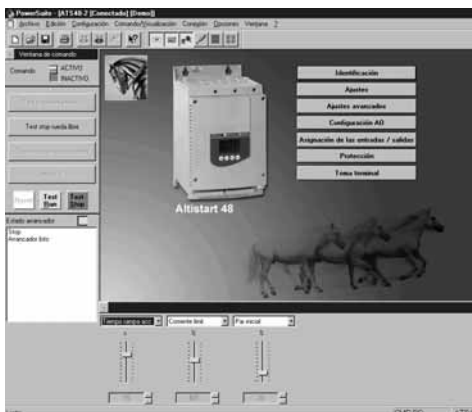 PowerSuite - [ATS48-2 [Conectado] [Demo]]
Archivo Edición Configuración Comando/Visualización Conexión Opciones Ventana ?
Ventana de comando
Comando
ACTIVO
INACTIVO
Test stop rueda libre
Test Run
Test Stop
Estado arrancador
Stop
Arrancador listo
Identificación
Ajustes
Ajustes avanzados
Configuración AD
Asignación de las entradas / salidas
Protección
Toma terminal
Altistart 48
Tiempo rampa acc
Corriente limit
Par inicial
s
%
%